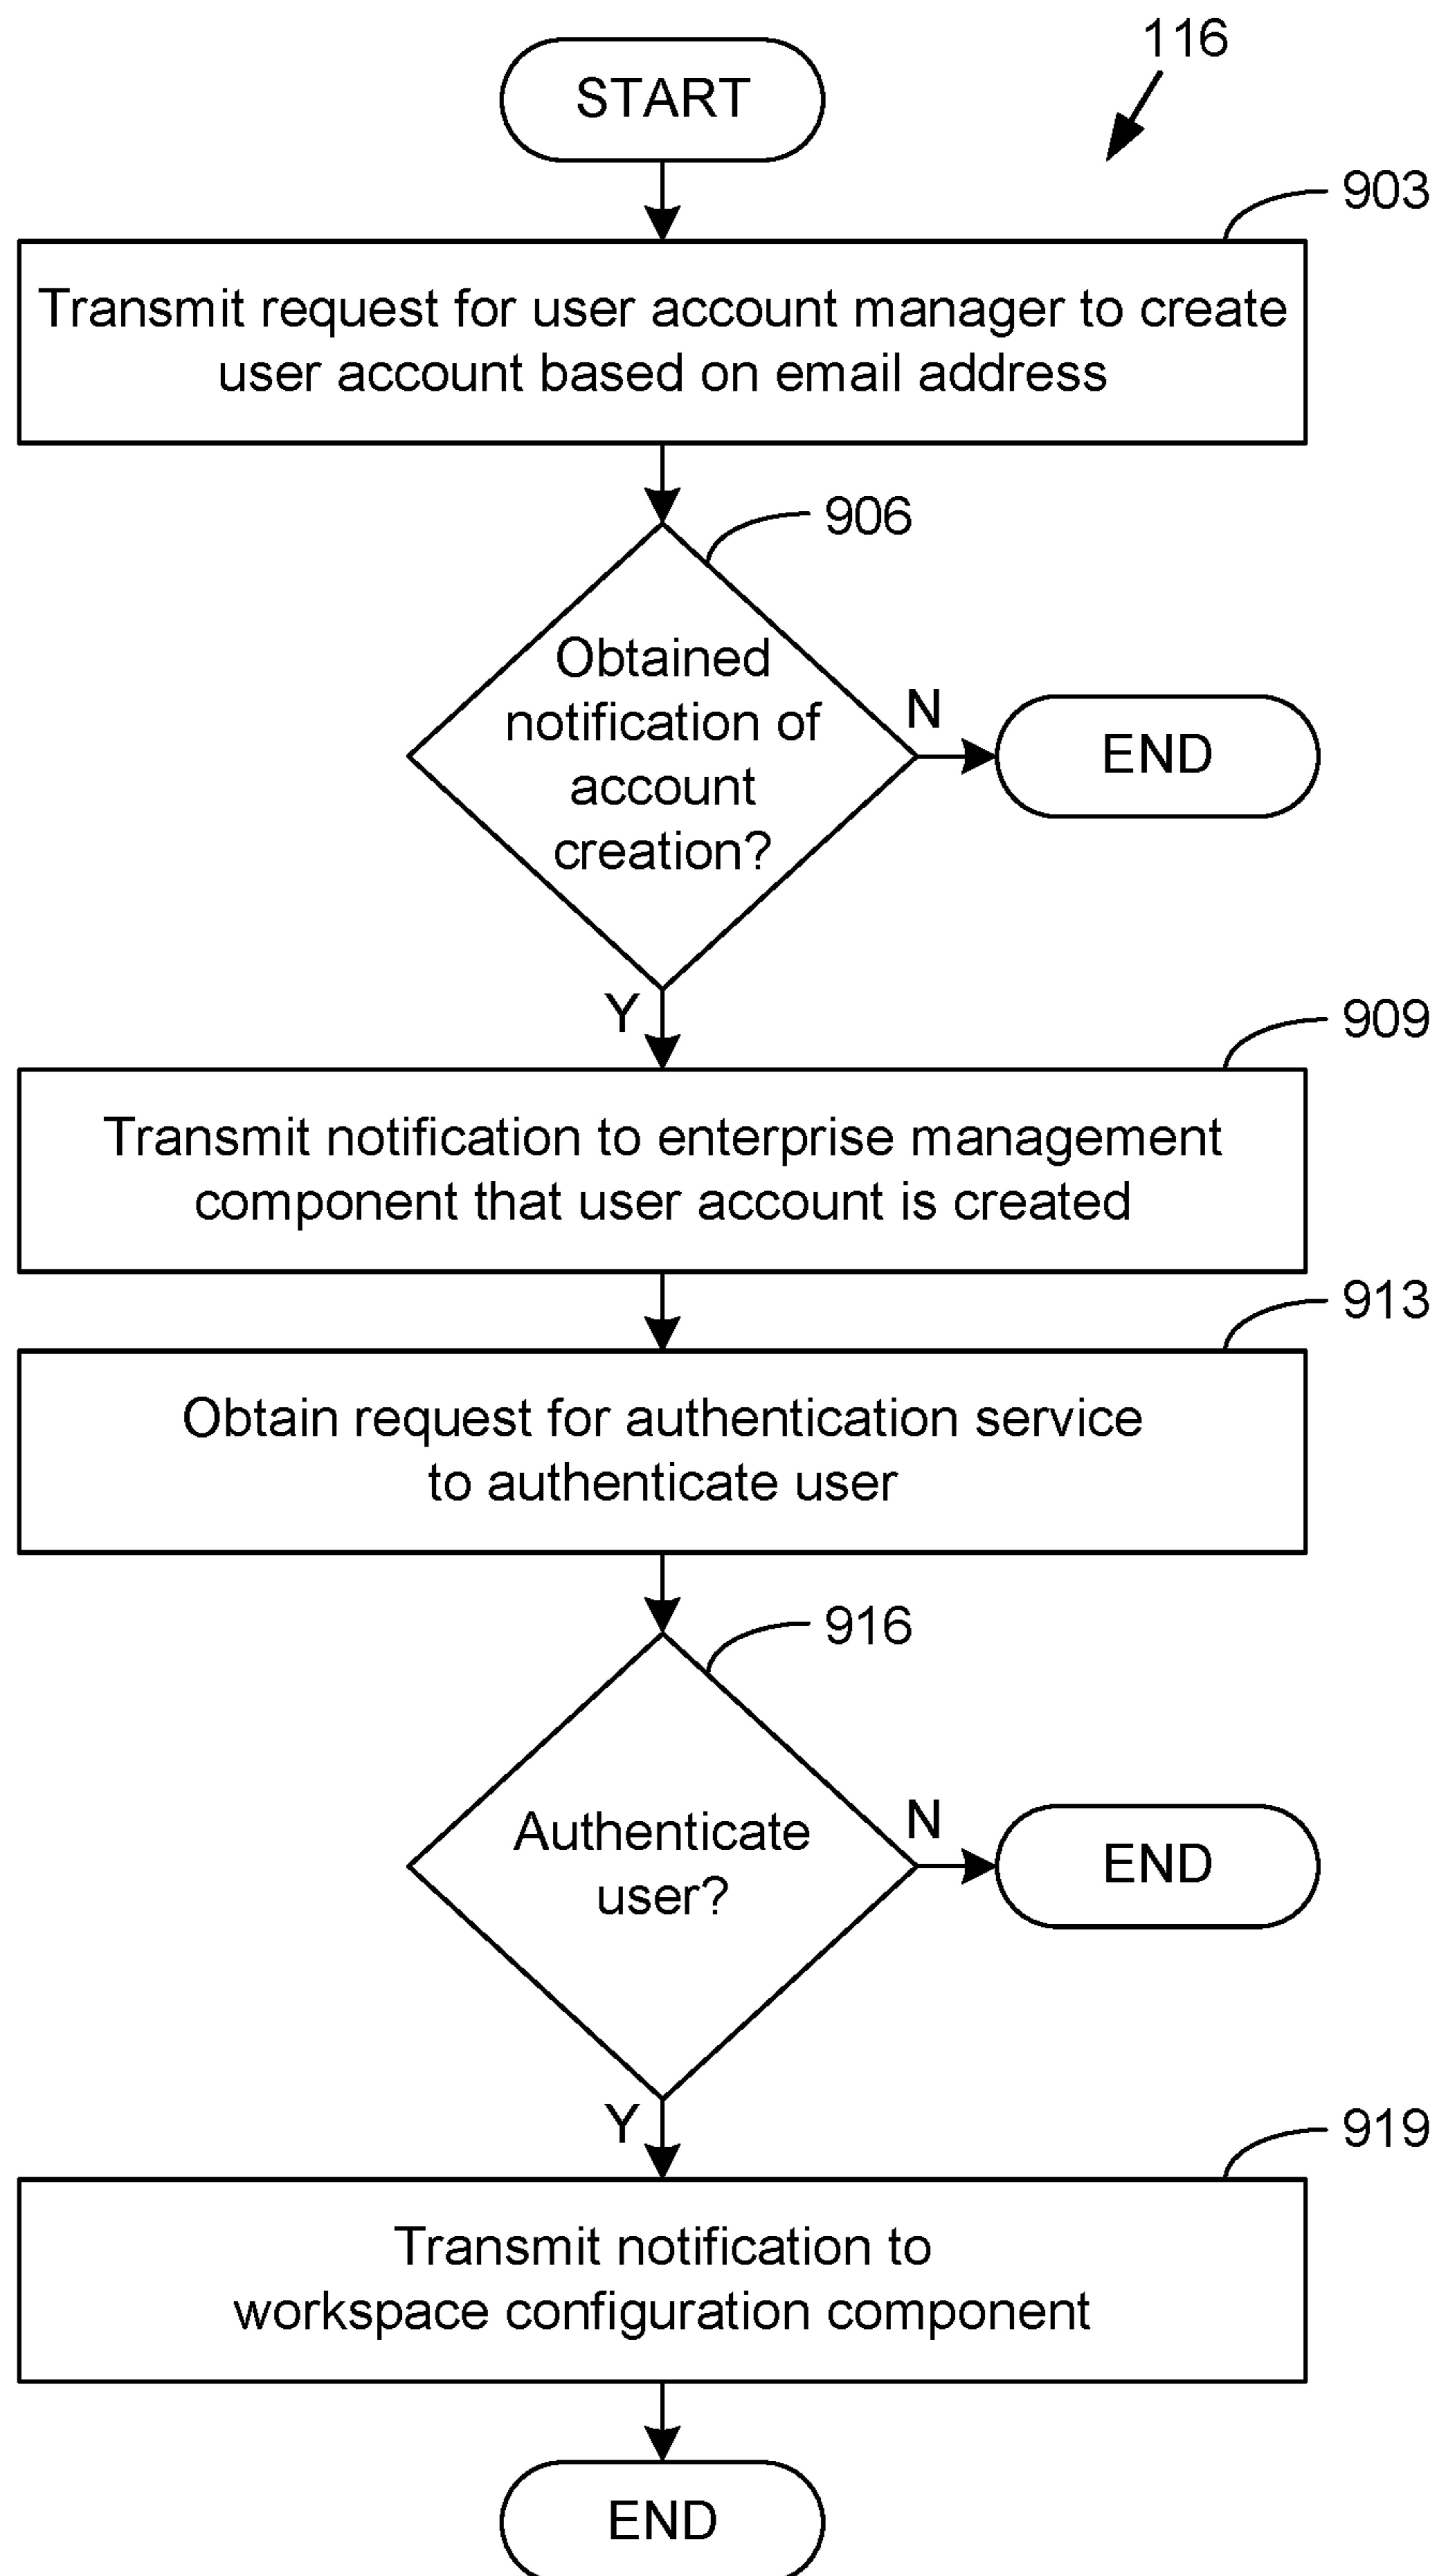 116
START
903
Transmit request for user account manager to create
user account based on email address
906
Obtained
notification of
account
creation?
N
END
Y
909
Transmit notification to enterprise management
component that user account is created
913
Obtain request for authentication service
to authenticate user
916
Authenticate
user?
N
END
Y
919
Transmit notification to
workspace configuration component
END